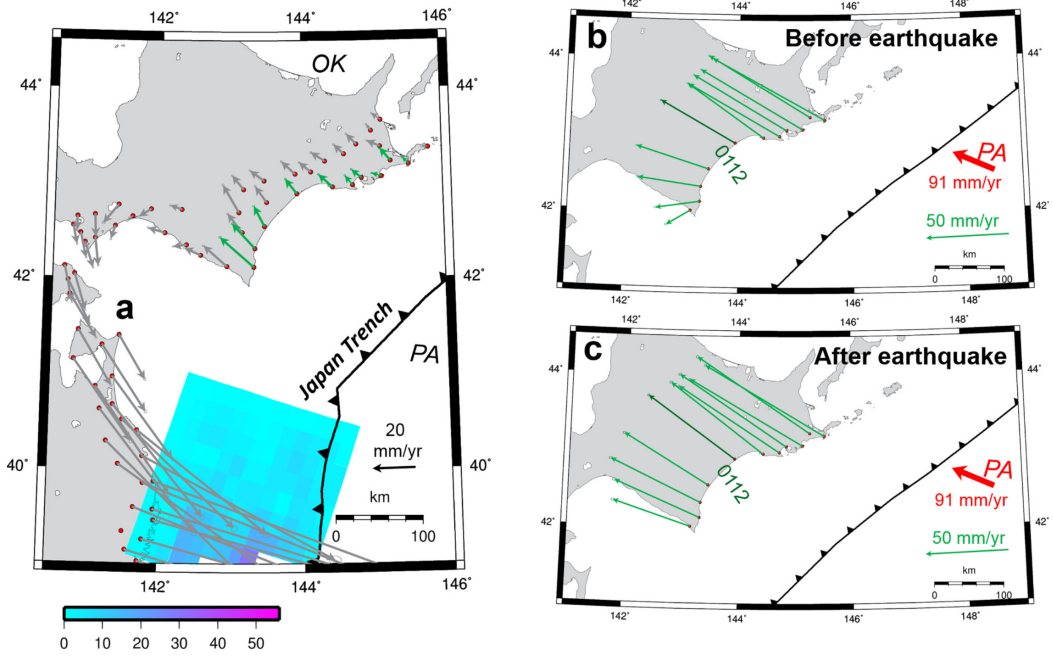 142° 144° 146°
a
OK
44°
44°
42°
42°
40°
40°
Japan Trench
PA
20
mm/yr
km
0 100
142° 144° 146°
0 10 20 30 40 50
142° 144° 146° 148°
b
Before earthquake
44°
44°
42°
42°
0112
PA
91 mm/yr
50 mm/yr
km
0 100
142° 144° 146° 148°
142° 144° 146° 148°
c
After earthquake
44°
44°
42°
42°
0112
PA
91 mm/yr
50 mm/yr
km
0 100
142° 144° 146° 148°